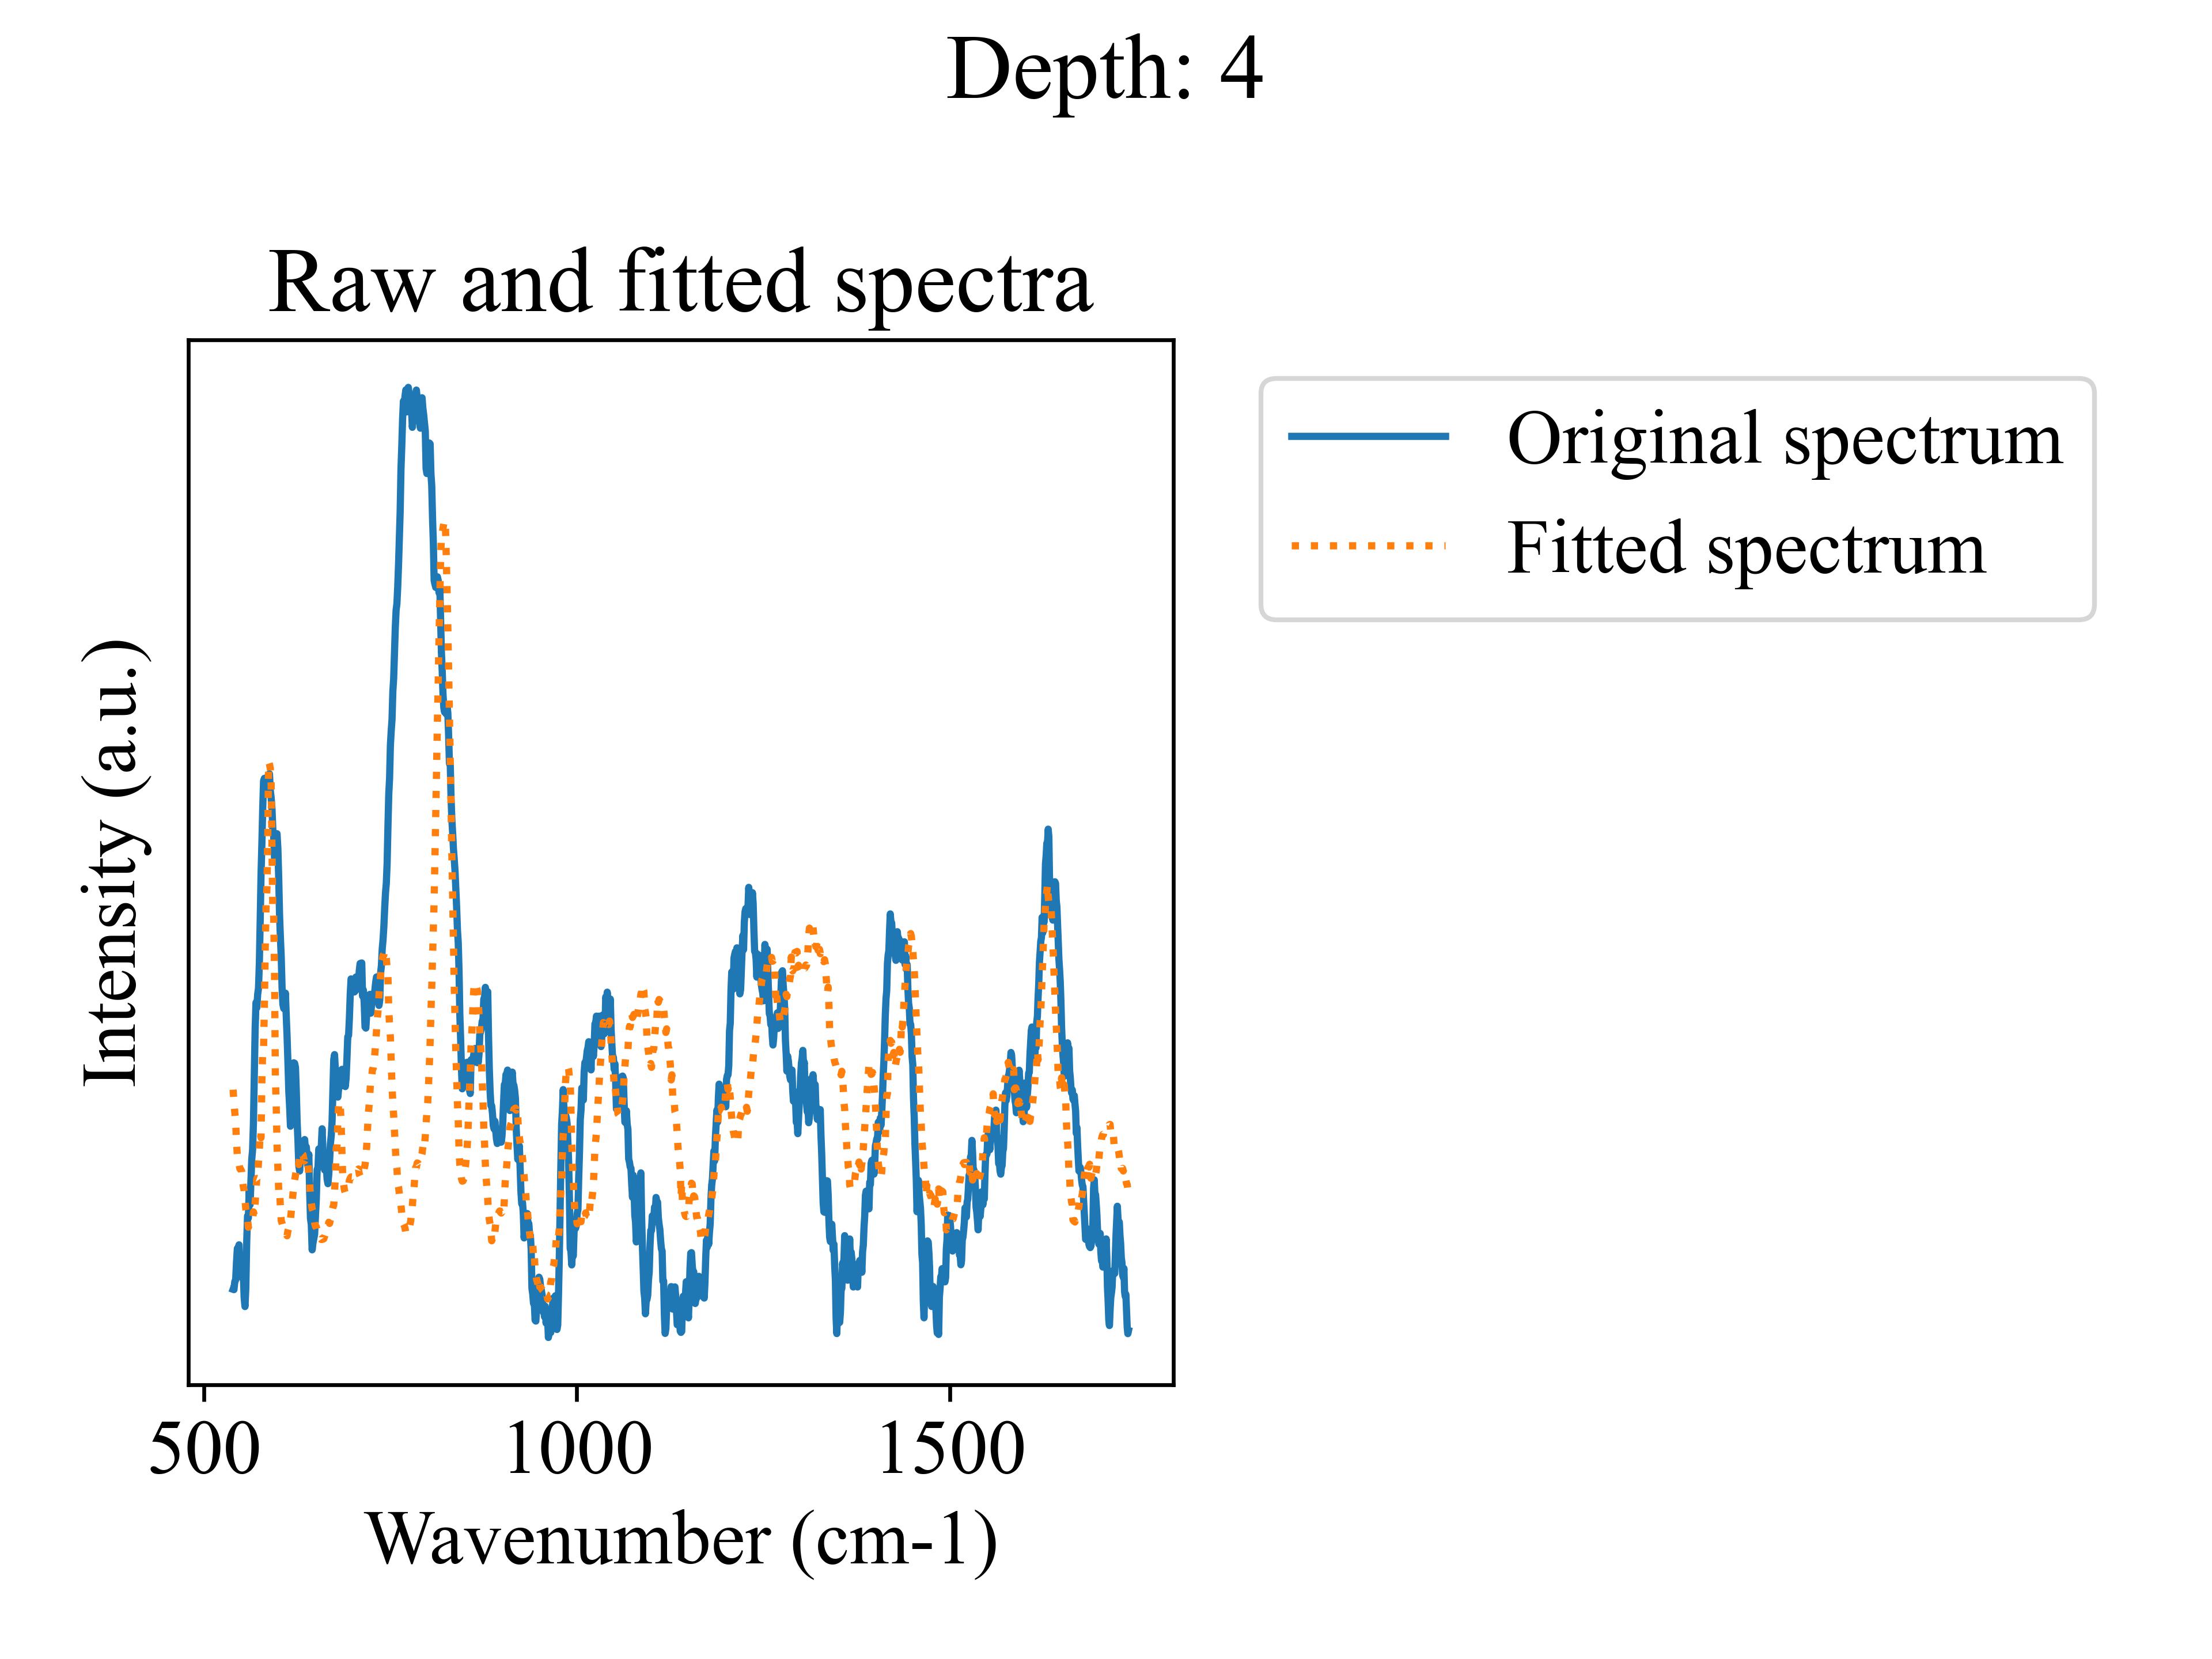 Depth: 4
Raw and fitted spectra
Original spectrum
Fitted spectrum
Intensity (a.u.)
500 1000 1500
Wavenumber (cm-1)